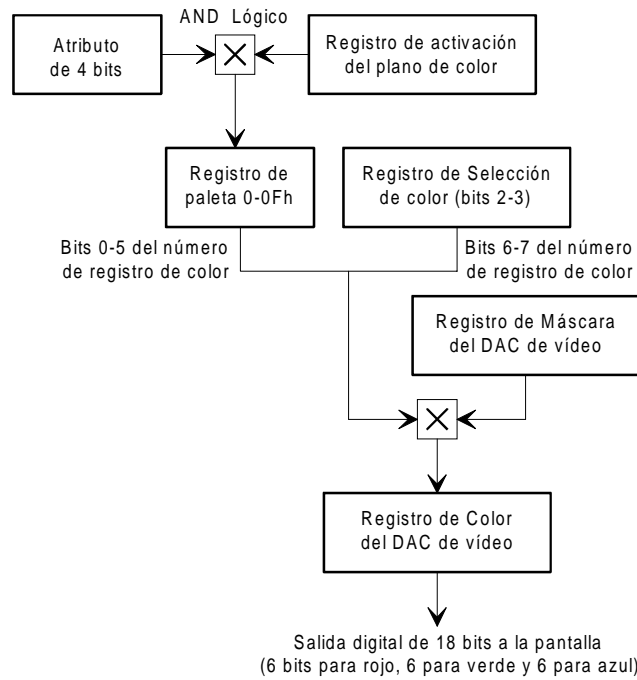 AND Lógico
Atributo
de 4 bits
Registro de activación
del plano de color
Registro de
paleta 0-0Fh
Registro de Selección
de color (bits 2-3)
Bits 0-5 del número
de registro de color
Bits 6-7 del número
de registro de color
Registro de Máscara
del DAC de vídeo
Registro de Color
del DAC de vídeo
Salida digital de 18 bits a la pantalla
(6 bits para rojo, 6 para verde y 6 para azul)